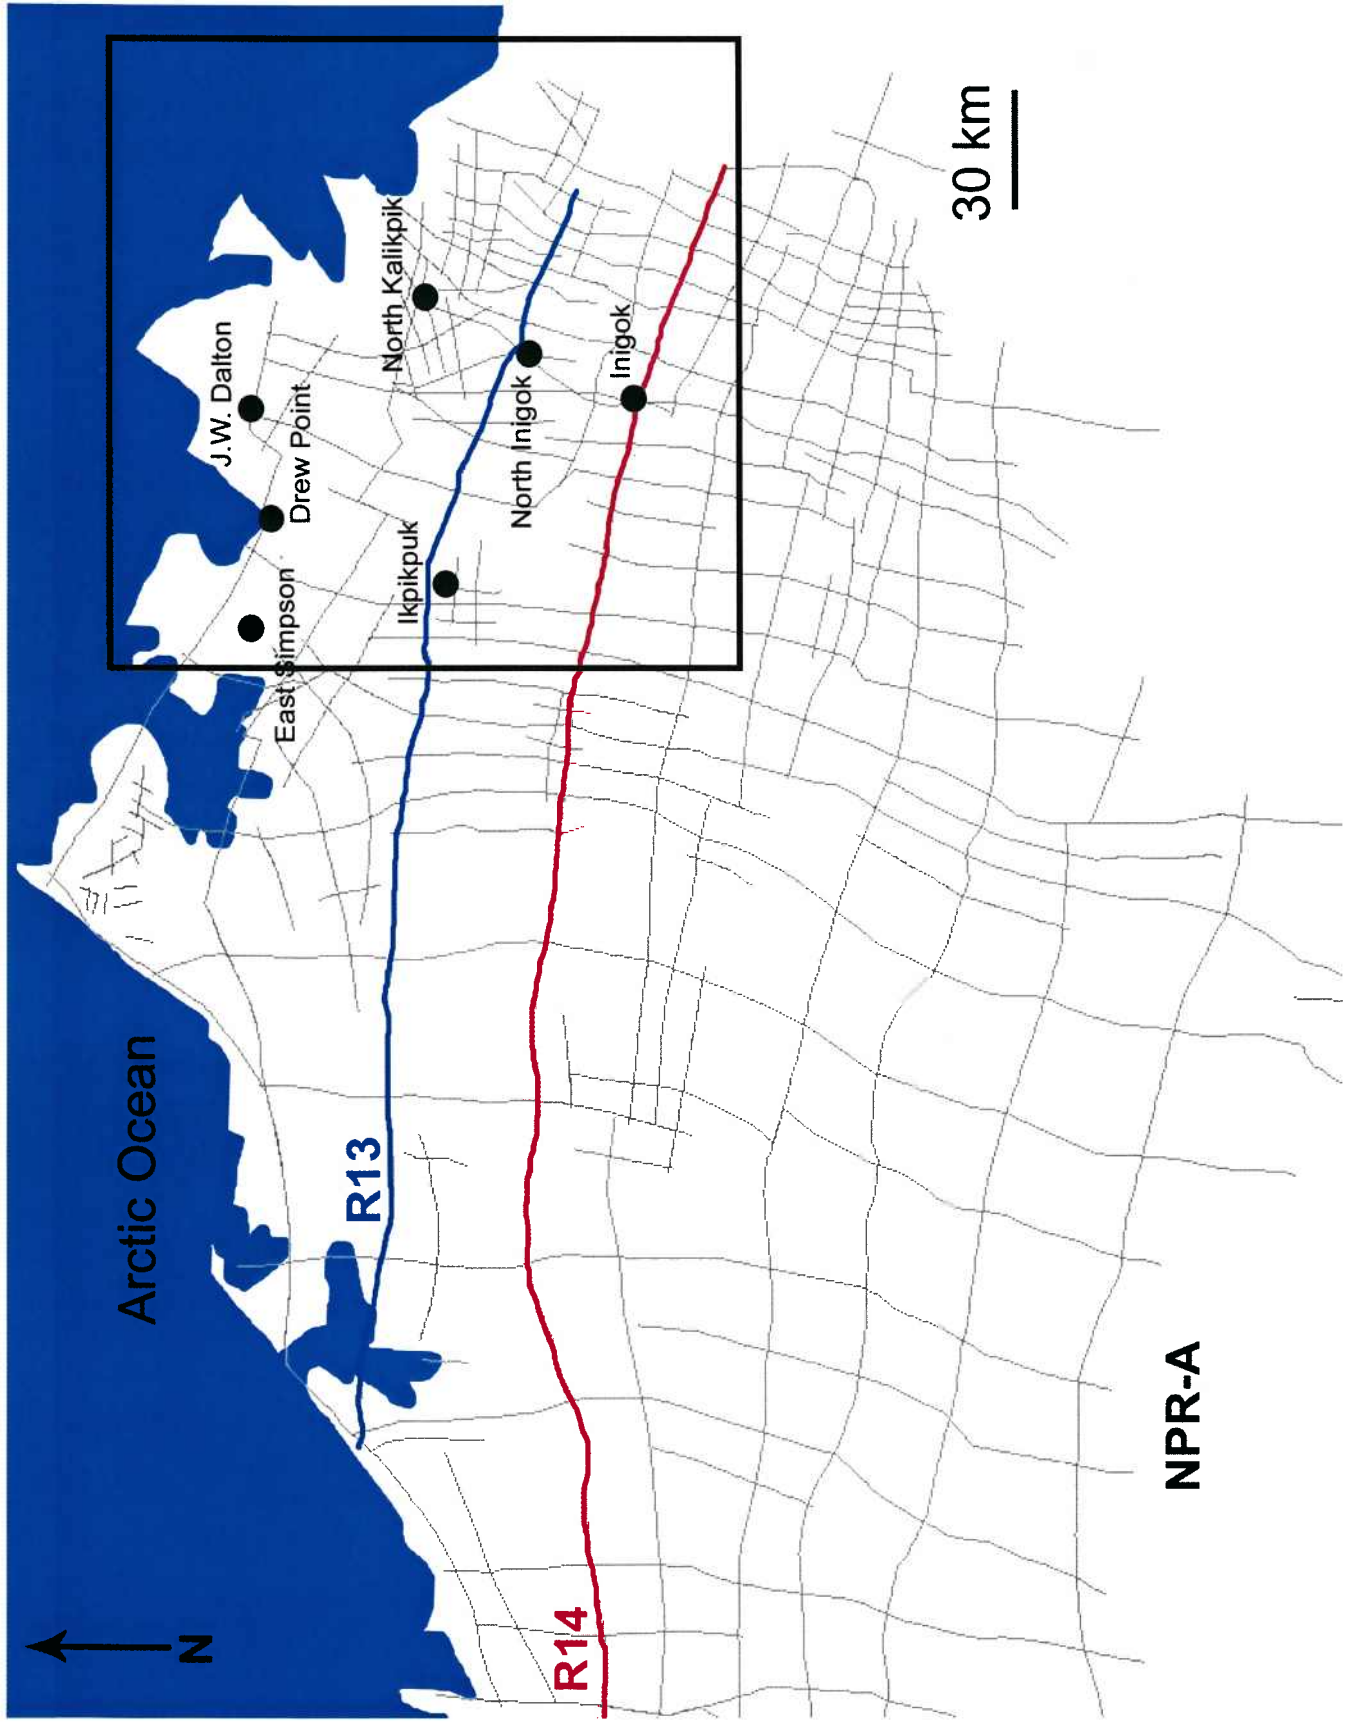 Arctic Ocean
N
J.W. Dalton
Drew Point
East Simpson
North Kalikpik
Ikpikpuk
North Inigok
Inigok
R13
R14
30 km
NPR-A